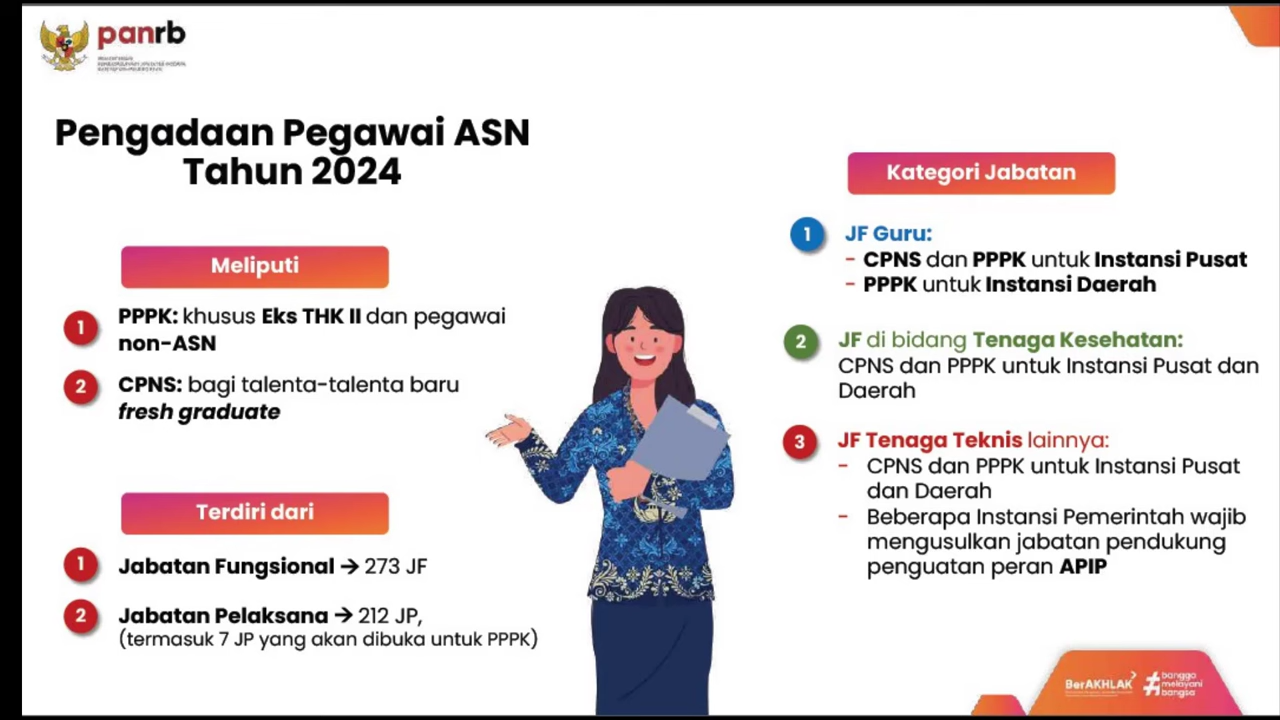 panrb
Pengadaan Pegawai ASN
Tahun 2024
Meliputi
1
PPPK: khusus Eks THK II dan pegawai
non-ASN
2
CPNS: bagi talenta-talenta baru
fresh graduate
Terdiri dari
1
Jabatan Fungsional → 273 JF
2
Jabatan Pelaksana → 212 JP,
(termasuk 7 JP yang akan dibuka untuk PPPK)
Kategori Jabatan
1
JF Guru:
- CPNS dan PPPK untuk Instansi Pusat
- PPPK untuk Instansi Daerah
2
JF di bidang Tenaga Kesehatan:
CPNS dan PPPK untuk Instansi Pusat dan
Daerah
3
JF Tenaga Teknis lainnya:
- CPNS dan PPPK untuk Instansi Pusat
dan Daerah
- Beberapa Instansi Pemerintah wajib
mengusulkan jabatan pendukung
penguatan peran APIP
BerAKHLAK
#bangga
melayani
bangsa